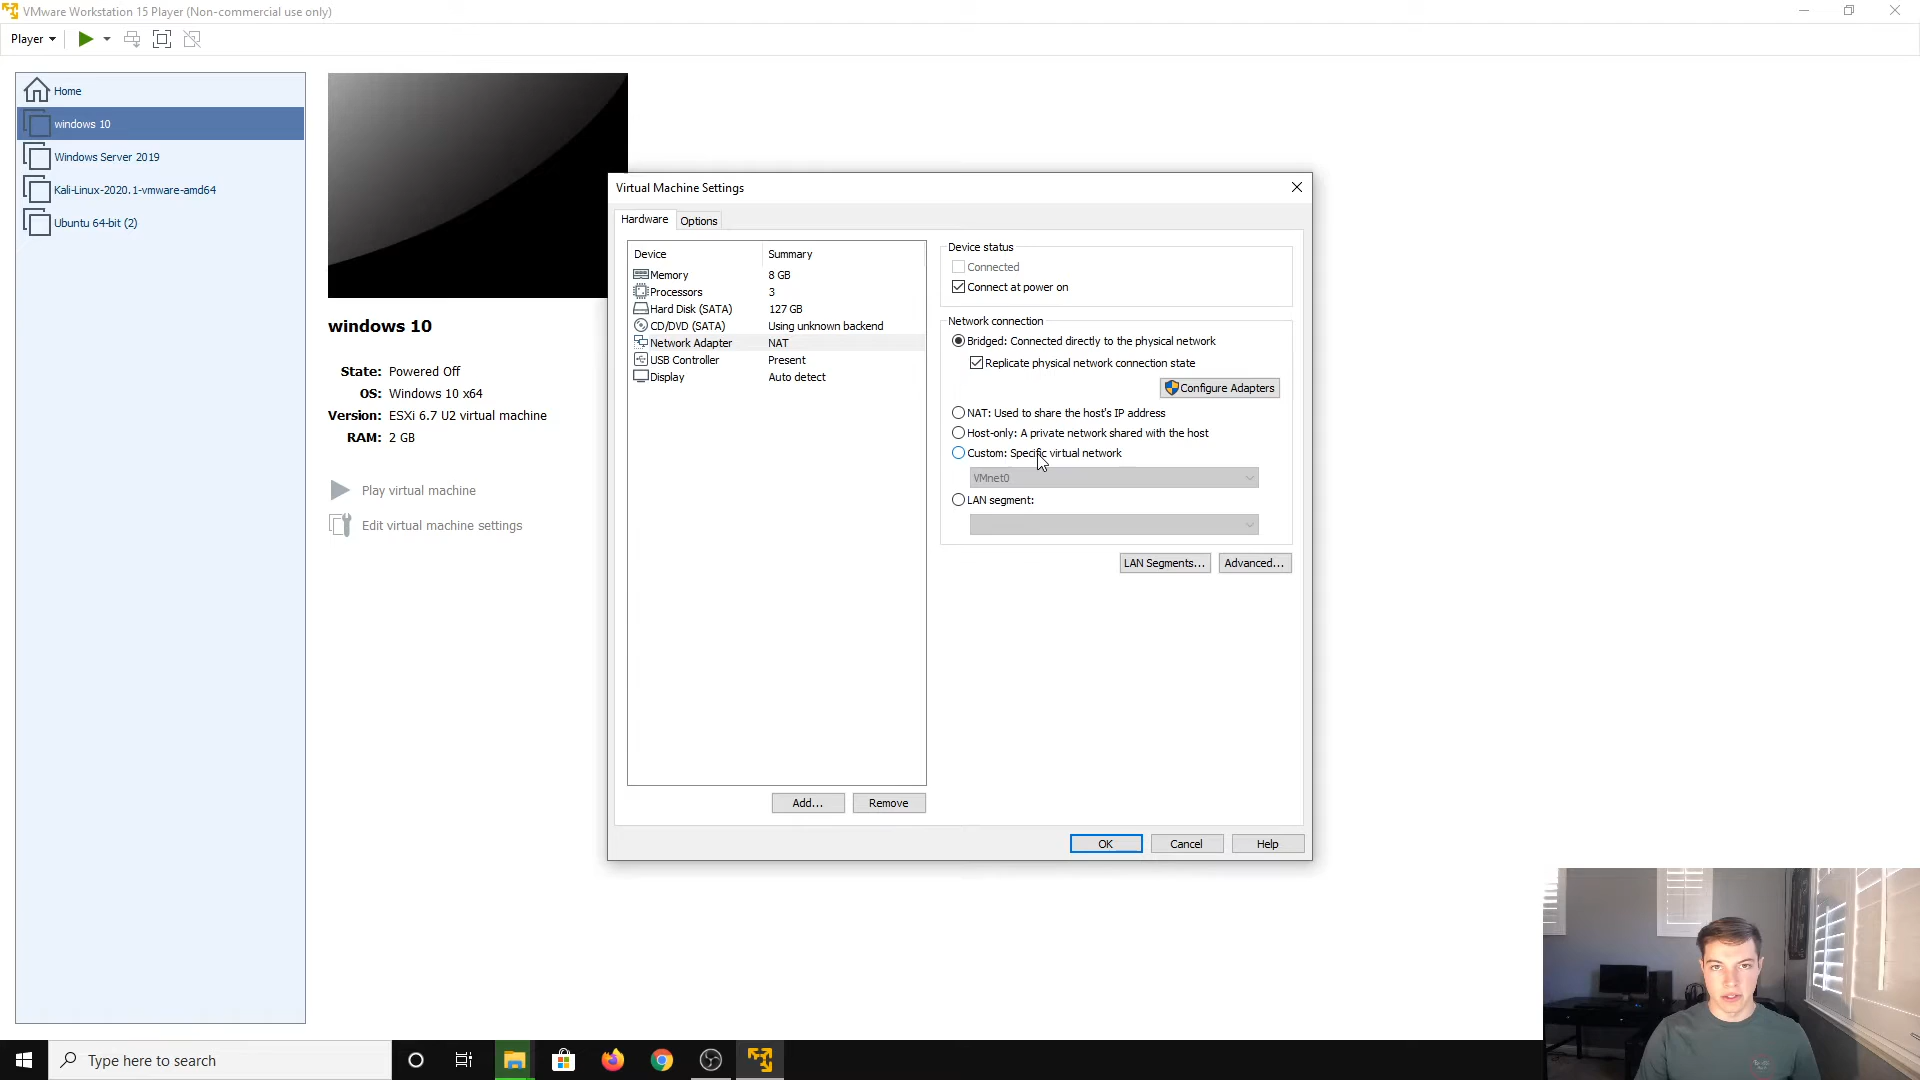 VMware Workstation 15 Player (Non-commercial use only)
Player
Home
windows 10
Windows Server 2019
Kali-Linux-2020.1-vmware-amd64
Ubuntu 64-bit (2)
windows 10
State: Powered Off
OS: Windows 10 x64
Version: ESXi 6.7 U2 virtual machine
RAM: 2 GB
Play virtual machine
Edit virtual machine settings
Virtual Machine Settings
Hardware Options
Device Summary
Memory 8 GB
Processors 3
Hard Disk (SATA) 127 GB
CD/DVD (SATA) Using unknown backend
Network Adapter NAT
USB Controller Present
Display Auto detect
Add... Remove
Device status
Connected
Connect at power on
Network connection
Bridged: Connected directly to the physical network
Replicate physical network connection state
Configure Adapters
NAT: Used to share the host's IP address
Host-only: A private network shared with the host
Custom: Specific virtual network
VMnet0
LAN segment:
LAN Segments... Advanced...
OK Cancel Help
Type here to search